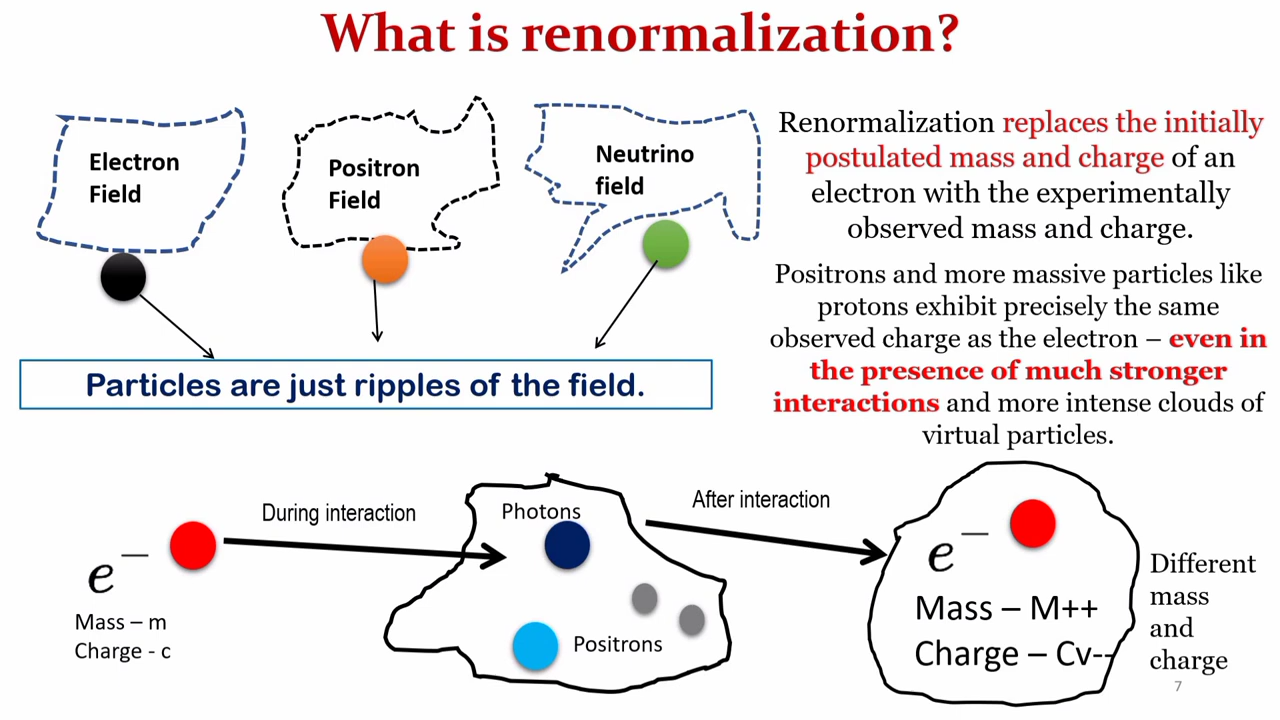 What is renormalization?
Electron
Field
Positron
Field
Neutrino
field
Particles are just ripples of the field.
Renormalization replaces the initially
postulated mass and charge of an
electron with the experimentally
observed mass and charge.
Positrons and more massive particles like
protons exhibit precisely the same
observed charge as the electron – even in
the presence of much stronger
interactions and more intense clouds of
virtual particles.
e−
Mass – m
Charge - c
During interaction
Photons
Positrons
After interaction
e−
Mass – M++
Charge – Cv--
Different
mass
and
charge
7